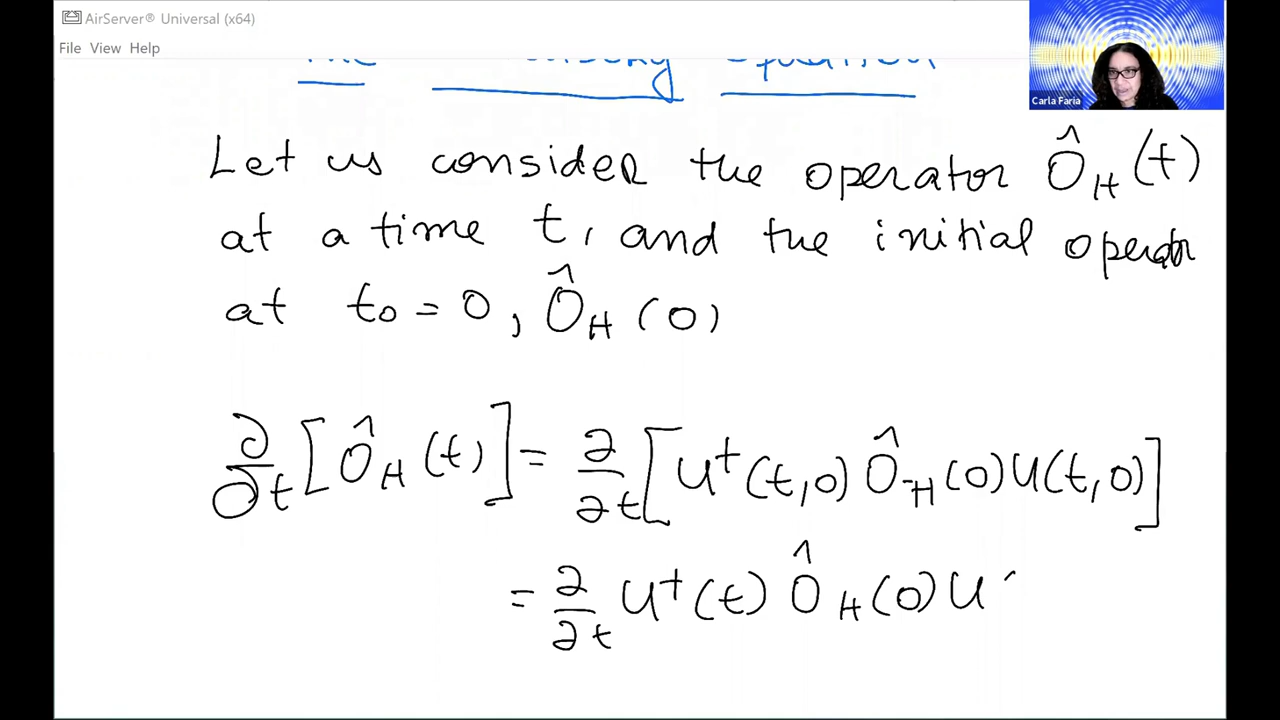 AirServer® Universal (x64)
File View Help
Carla Faria
Let us consider the operator Ô_H (t)
at a time t, and the initial operator
at t₀ = 0, Ô_H (0)
∂/∂t [Ô_H (t)] = ∂/∂t [U†(t,0) Ô_H (0) U(t,0)]
= ∂/∂t U†(t) Ô_H (0) U